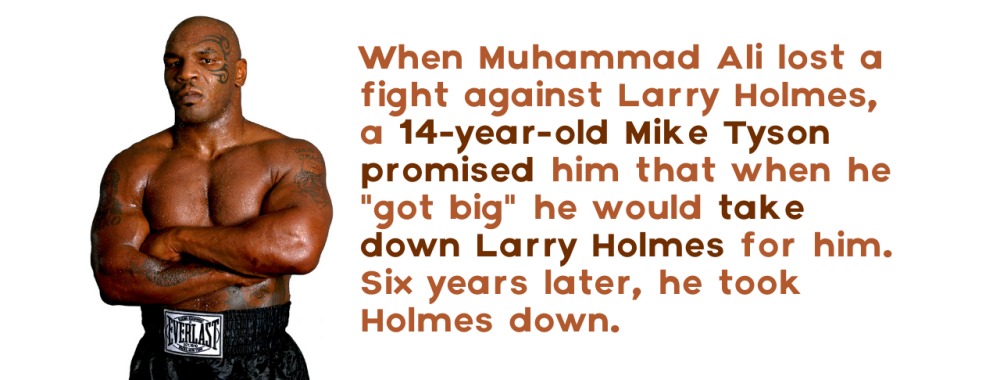 When Muhammad Ali lost a
fight against Larry Holmes,
a 14-year-old Mike Tyson
promised him that when he
"got big" he would take
down Larry Holmes for him.
Six years later, he took
Holmes down.
EVERLAST